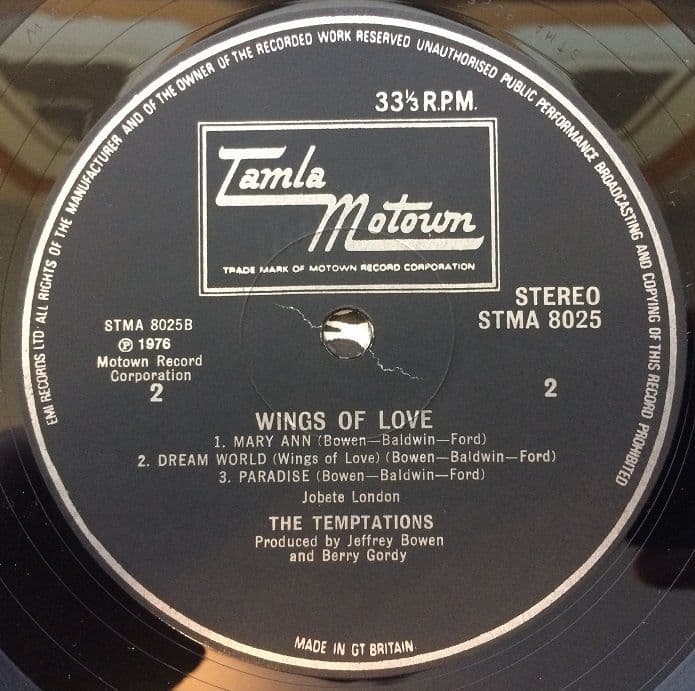 EMI RECORDS LTD· ALL RIGHTS OF THE MANUFACTURER AND OF THE OWNER OF THE RECORDED WORK RESERVED UNAUTHORISED PUBLIC PERFORMANCE BROADCASTING AND COPYING OF THIS RECORD PROHIBITED
33⅓ R.P.M.
Tamla
Motown
TRADE MARK OF MOTOWN RECORD CORPORATION
STEREO
STMA 8025
STMA 8025B
℗ 1976
Motown Record
Corporation
2
2
WINGS OF LOVE
1. MARY ANN (Bowen—Baldwin—Ford)
2. DREAM WORLD (Wings of Love) (Bowen—Baldwin—Ford)
3. PARADISE (Bowen—Baldwin—Ford)
Jobete London
THE TEMPTATIONS
Produced by Jeffrey Bowen
and Berry Gordy
MADE IN GT BRITAIN